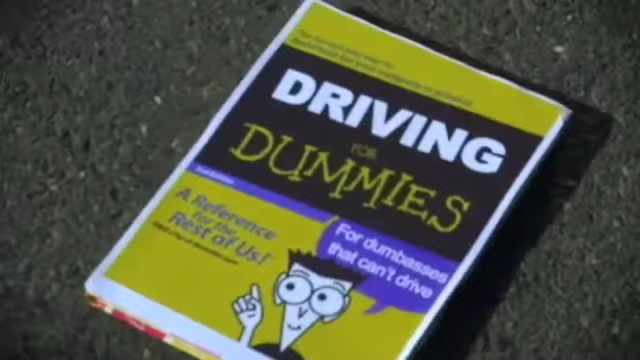 DRIVING
FOR
DUMMIES
A Reference
for the
Rest of Us!
For dumbasses
that can't drive